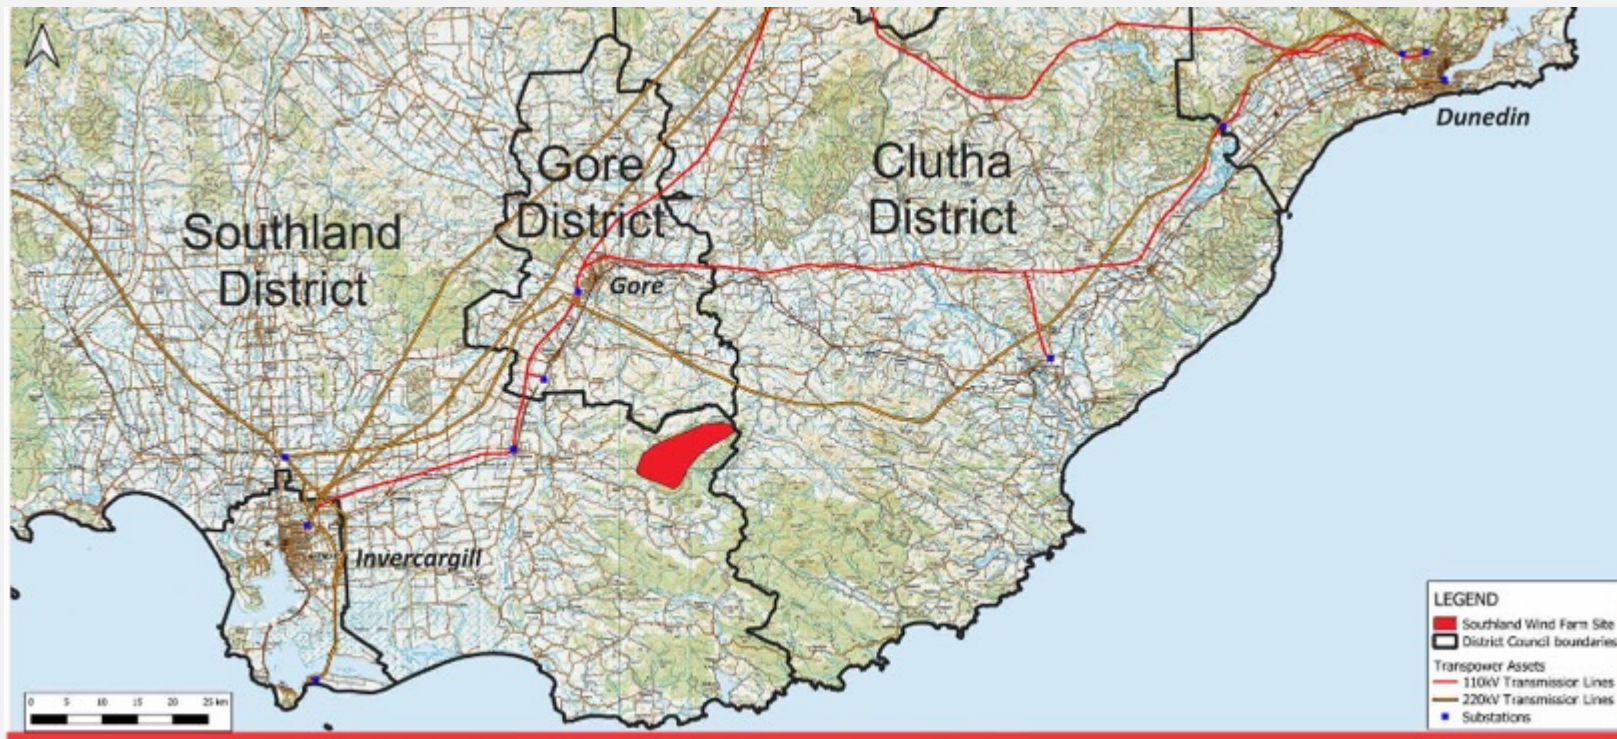 Dunedin
Gore
District
Clutha
District
Southland
District
Gore
Invercargill
LEGEND
Southland Wind Farm Site
District Council boundaries
Transpower Assets
110kV Transmission Lines
220kV Transmission Lines
Substations
0 5 10 15 20 25 km